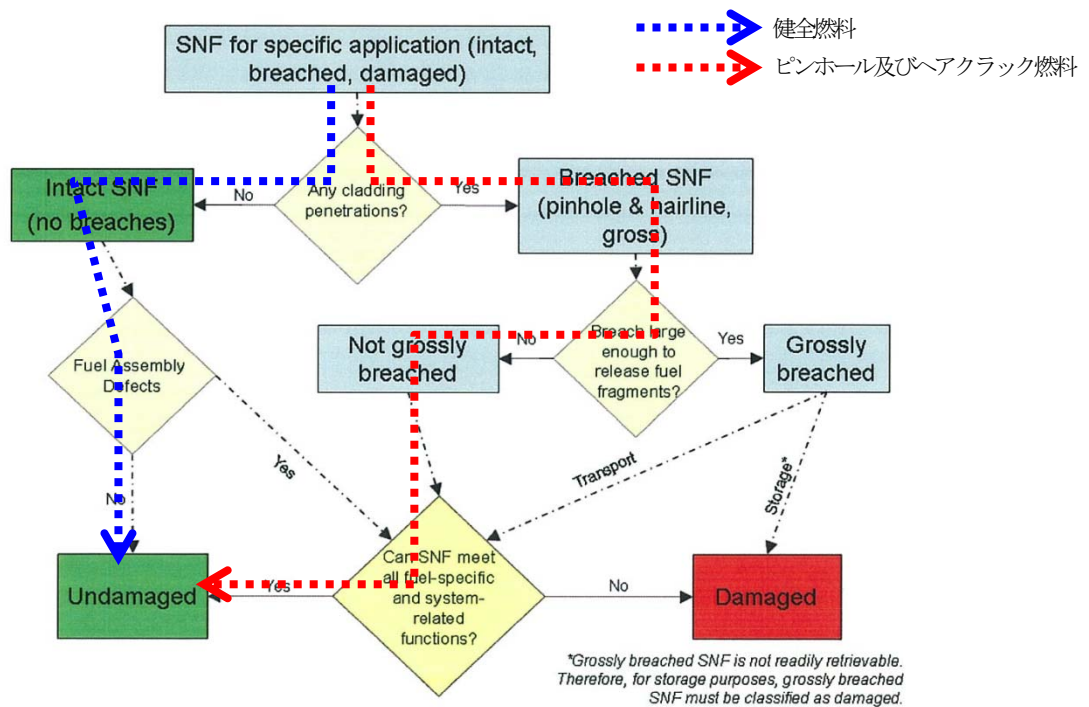 SNF for specific application (intact,
breached, damaged)
健全燃料
ピンホール及びヘアクラック燃料
Intact SNF
(no breaches)
No
Any cladding
penetrations?
Yes
Breached SNF
(pinhole & hairline,
gross)
Fuel Assembly
Defects
Not grossly
breached
No
Breach large
enough to
release fuel
fragments?
Yes
Grossly
breached
Yes
Transport
Storage*
No
Undamaged
Yes
Can SNF meet
all fuel-specific
and system-
related
functions?
No
Damaged
*Grossly breached SNF is not readily retrievable.
Therefore, for storage purposes, grossly breached
SNF must be classified as damaged.